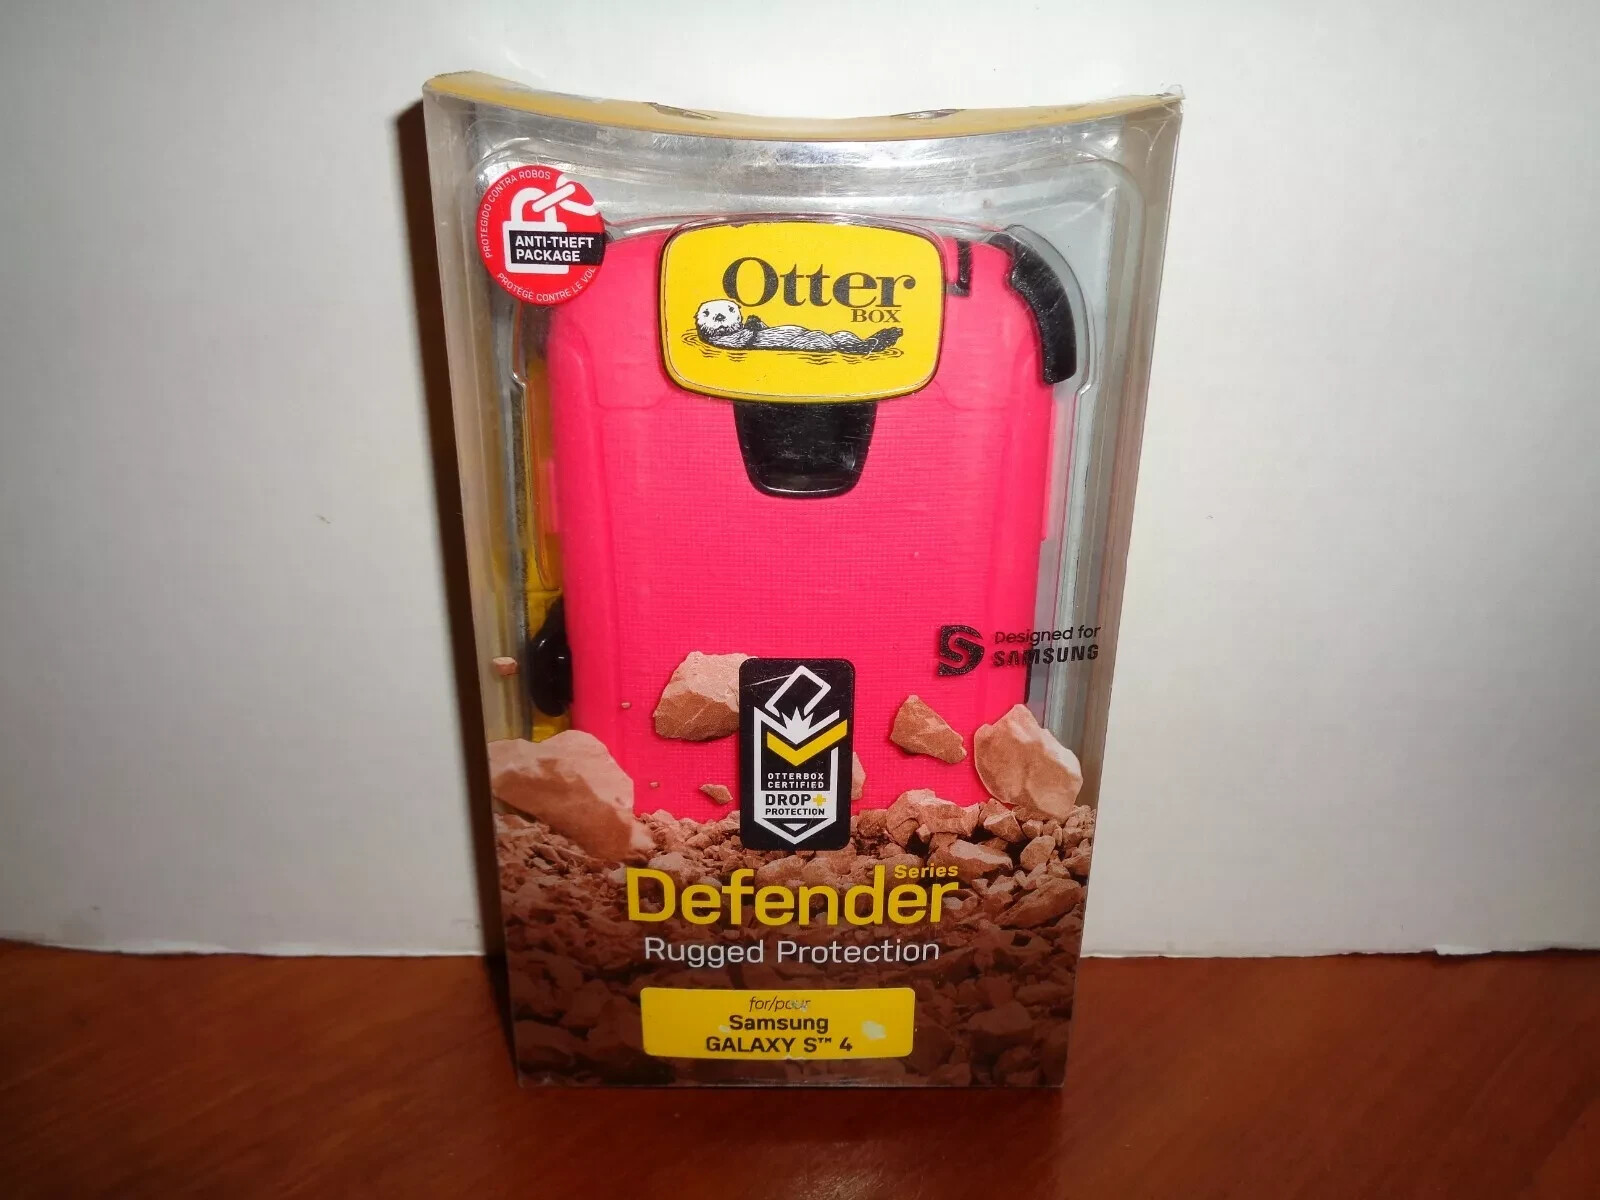 PROTEGIDO CONTRA ROBOS
ANTI-THEFT
PACKAGE
PROTÉGÉ CONTRE LE VOL
Otter
BOX
Designed for
SAMSUNG
OTTERBOX
CERTIFIED
DROP+
PROTECTION
Defender Series
Rugged Protection
for/pour
Samsung
GALAXY S™ 4